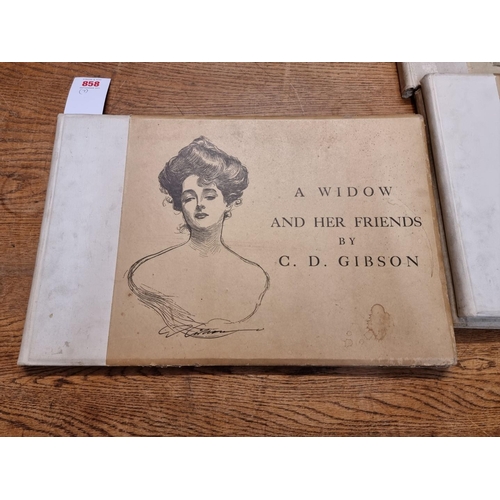 858
A WIDOW
AND HER FRIENDS
BY
C. D. GIBSON